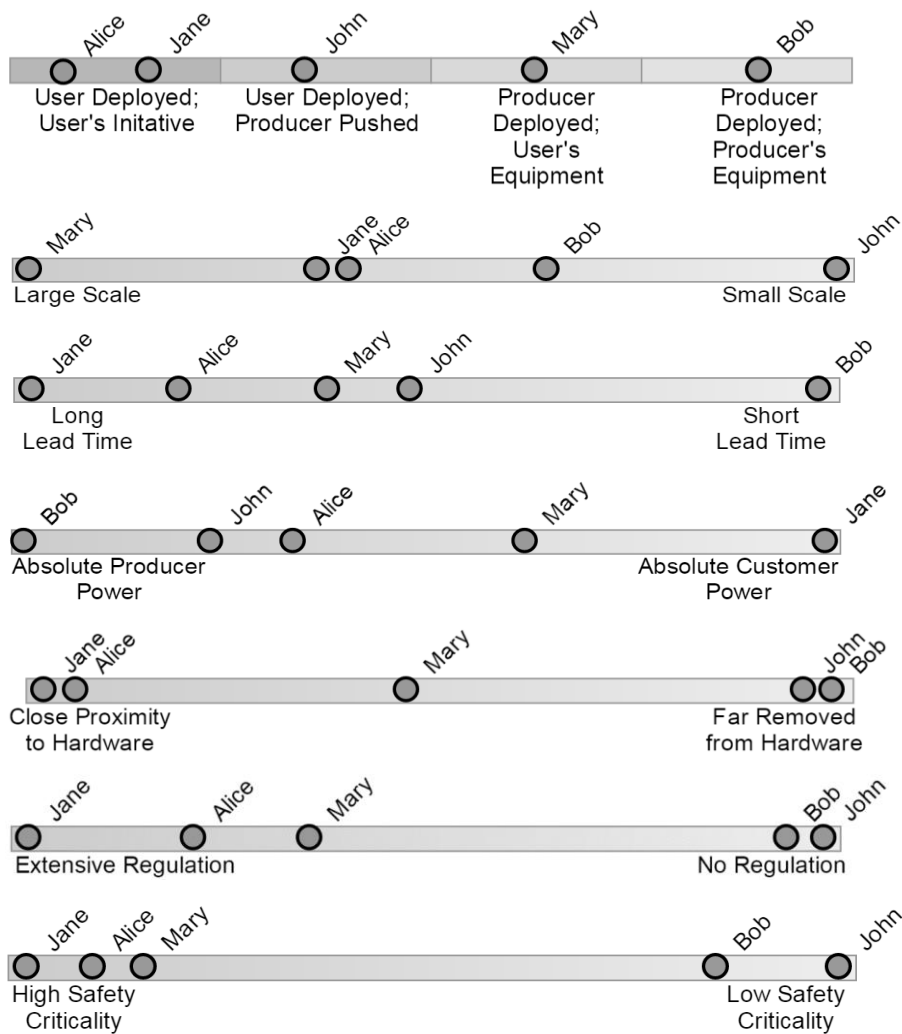 Alice Jane John Mary Bob
User Deployed; User Deployed; Producer Producer
User's Initative Producer Pushed Deployed; Deployed;
User's Producer's
Equipment Equipment
Mary Jane Alice Bob John
Large Scale Small Scale
Jane Alice Mary John Bob
Long Short
Lead Time Lead Time
Bob John Alice Mary Jane
Absolute Producer Absolute Customer
Power Power
Jane Alice Mary John Bob
Close Proximity Far Removed
to Hardware from Hardware
Jane Alice Mary Bob John
Extensive Regulation No Regulation
Jane Alice Mary Bob John
High Safety Low Safety
Criticality Criticality